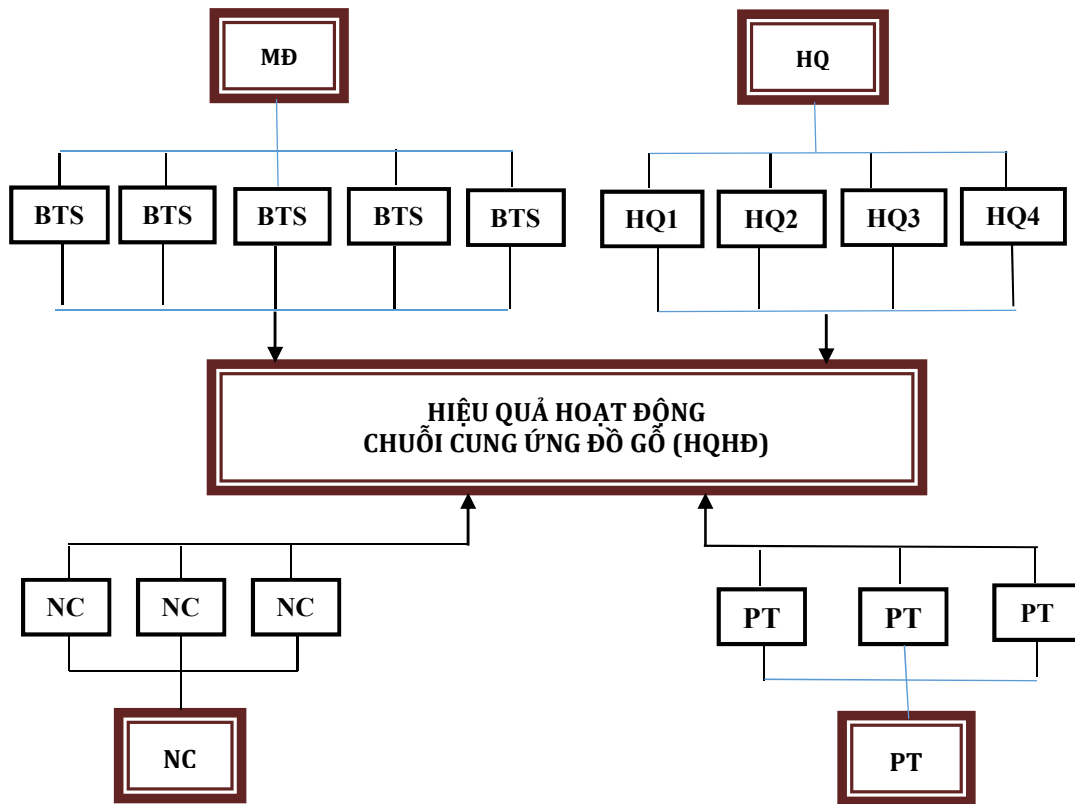 MĐ
HQ
BTS BTS BTS BTS BTS
HQ1 HQ2 HQ3 HQ4
HIỆU QUẢ HOẠT ĐỘNG
CHUỖI CUNG ỨNG ĐỒ GỖ (HQHĐ)
NC NC NC
PT PT PT
NC
PT